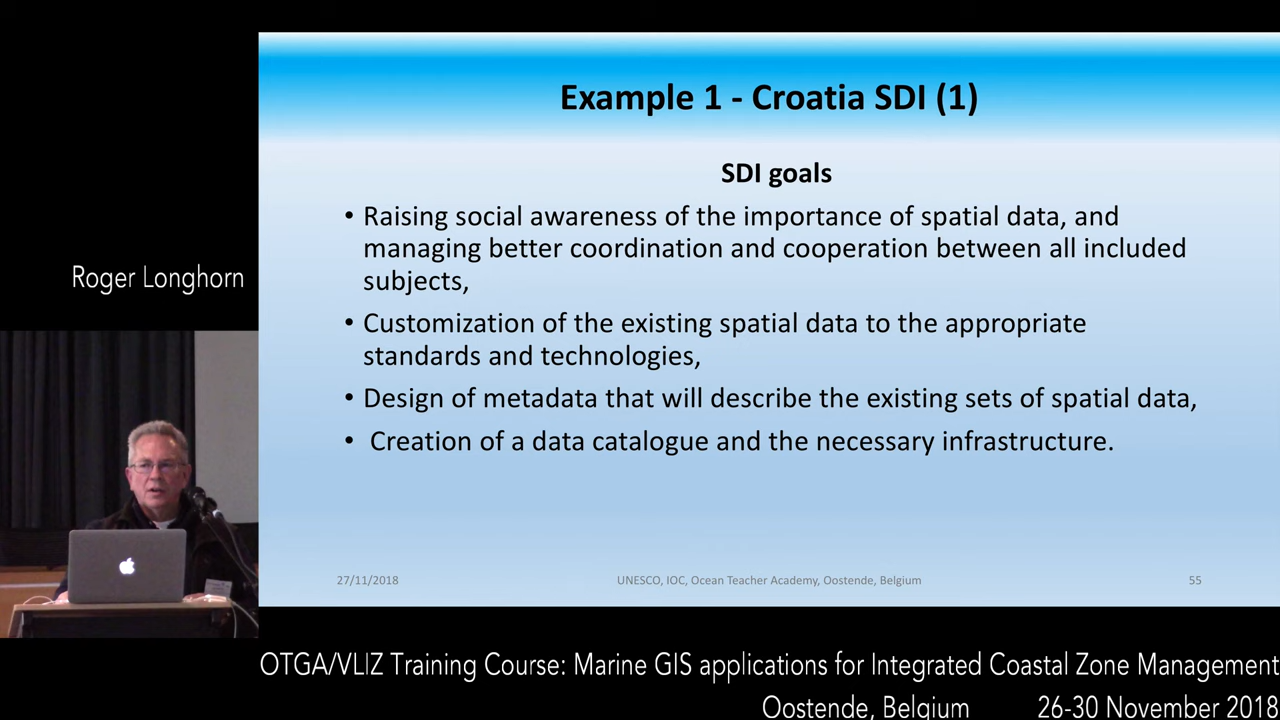 Example 1 - Croatia SDI (1)
SDI goals
• Raising social awareness of the importance of spatial data, and
managing better coordination and cooperation between all included
subjects,
• Customization of the existing spatial data to the appropriate
standards and technologies,
• Design of metadata that will describe the existing sets of spatial data,
• Creation of a data catalogue and the necessary infrastructure.
27/11/2018
UNESCO, IOC, Ocean Teacher Academy, Oostende, Belgium
55
Roger Longhorn
OTGA/VLIZ Training Course: Marine GIS applications for Integrated Coastal Zone Management
Oostende, Belgium 26-30 November 2018